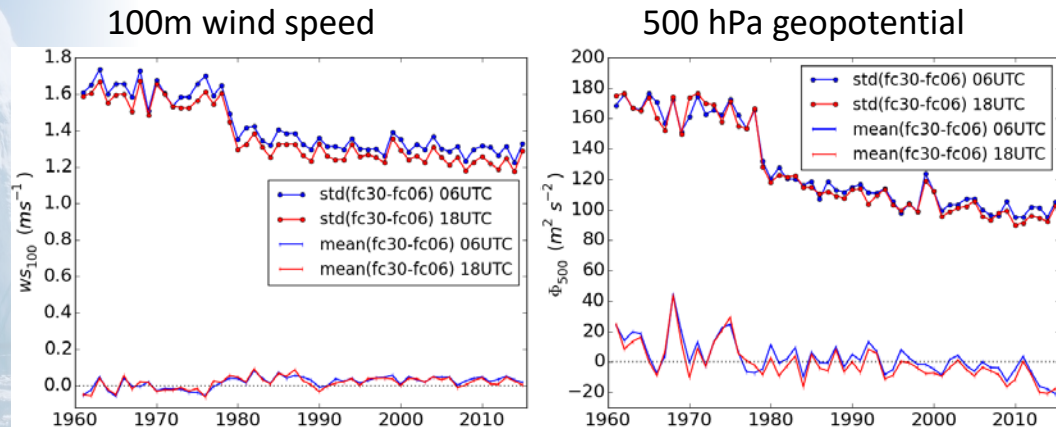 100m wind speed
1.8
1.6
1.4
1.2
1.0
0.8
0.6
0.4
0.2
0.0
ws100 (ms−1)
std(fc30-fc06) 06UTC
std(fc30-fc06) 18UTC
mean(fc30-fc06) 06UTC
mean(fc30-fc06) 18UTC
1960 1970 1980 1990 2000 2010
500 hPa geopotential
200
180
160
140
120
100
80
60
40
20
0
−20
Φ500 (m2 s−2)
std(fc30-fc06) 06UTC
std(fc30-fc06) 18UTC
mean(fc30-fc06) 06UTC
mean(fc30-fc06) 18UTC
1960 1970 1980 1990 2000 2010